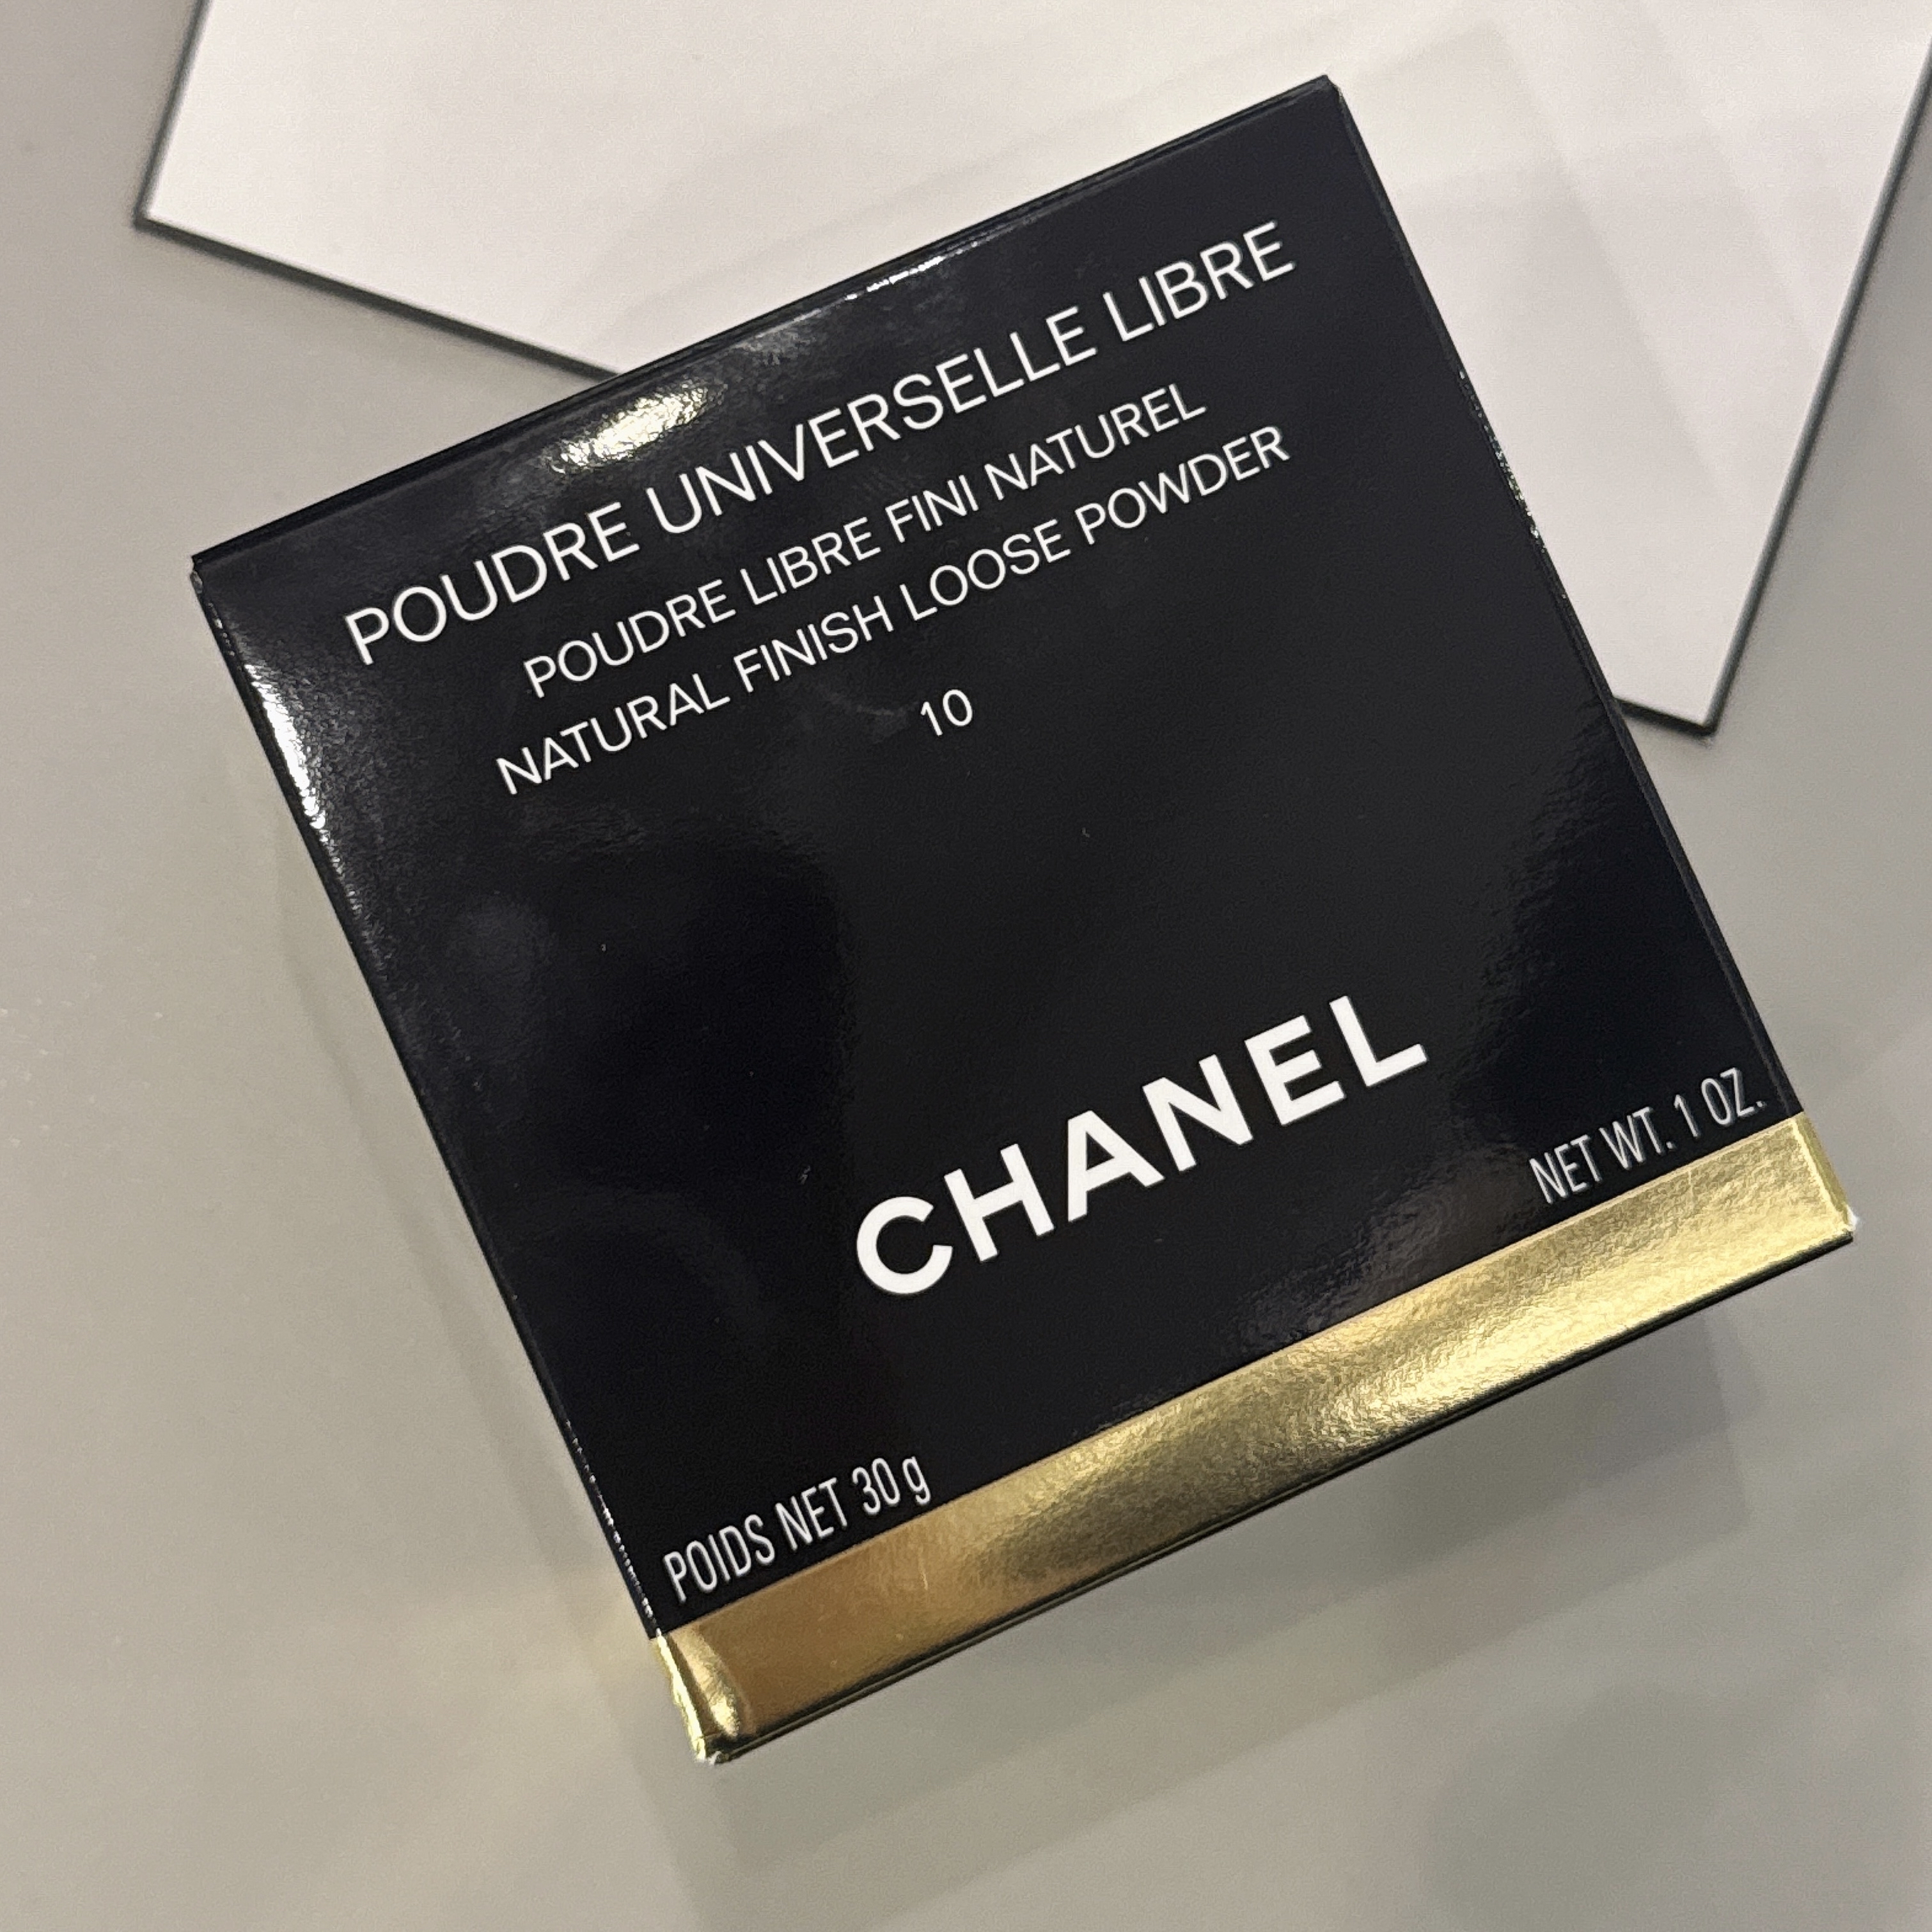 POUDRE UNIVERSELLE LIBRE
POUDRE LIBRE FINI NATUREL
NATURAL FINISH LOOSE POWDER
10
CHANEL
POIDS NET 30 g
NET WT. 1 OZ.